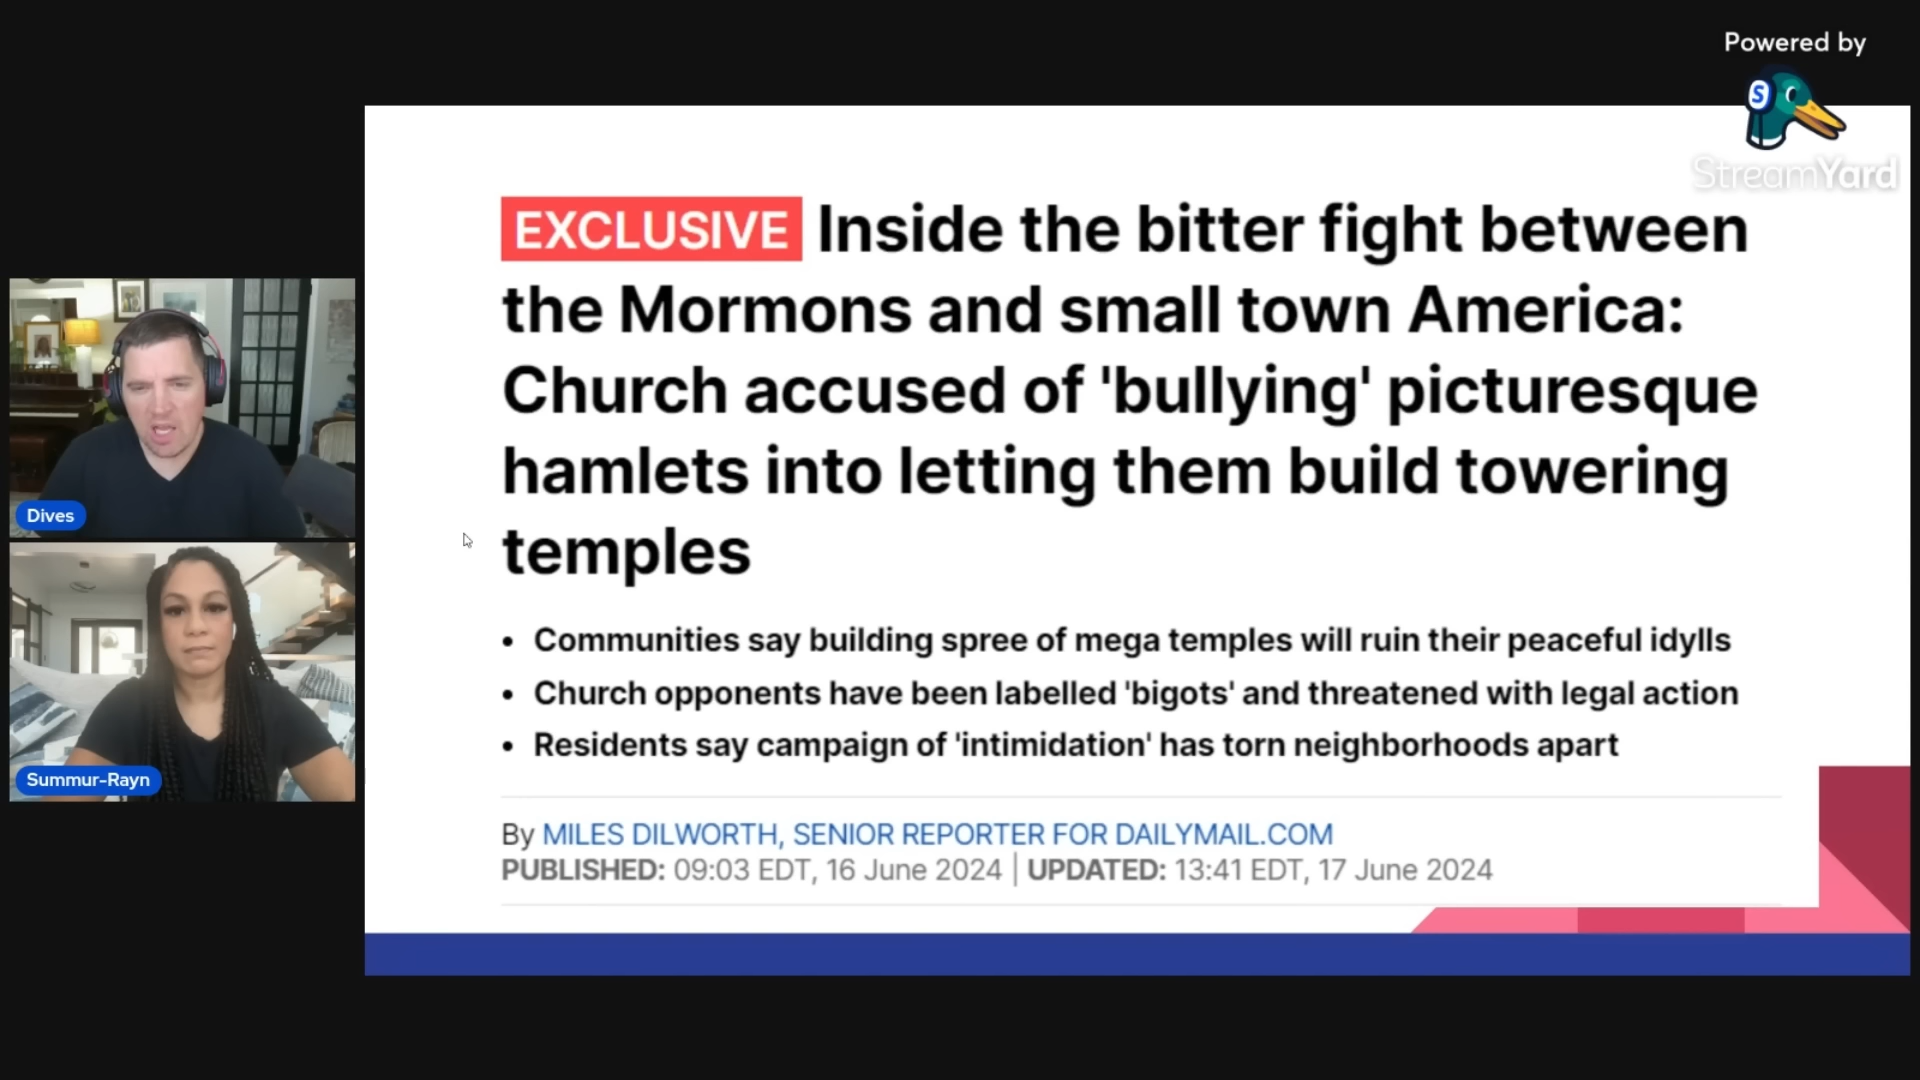 Powered by
S
StreamYard
EXCLUSIVE Inside the bitter fight between
the Mormons and small town America:
Church accused of 'bullying' picturesque
hamlets into letting them build towering
temples
• Communities say building spree of mega temples will ruin their peaceful idylls
• Church opponents have been labelled 'bigots' and threatened with legal action
• Residents say campaign of 'intimidation' has torn neighborhoods apart
By MILES DILWORTH, SENIOR REPORTER FOR DAILYMAIL.COM
PUBLISHED: 09:03 EDT, 16 June 2024 | UPDATED: 13:41 EDT, 17 June 2024
Dives
Summur-Rayn